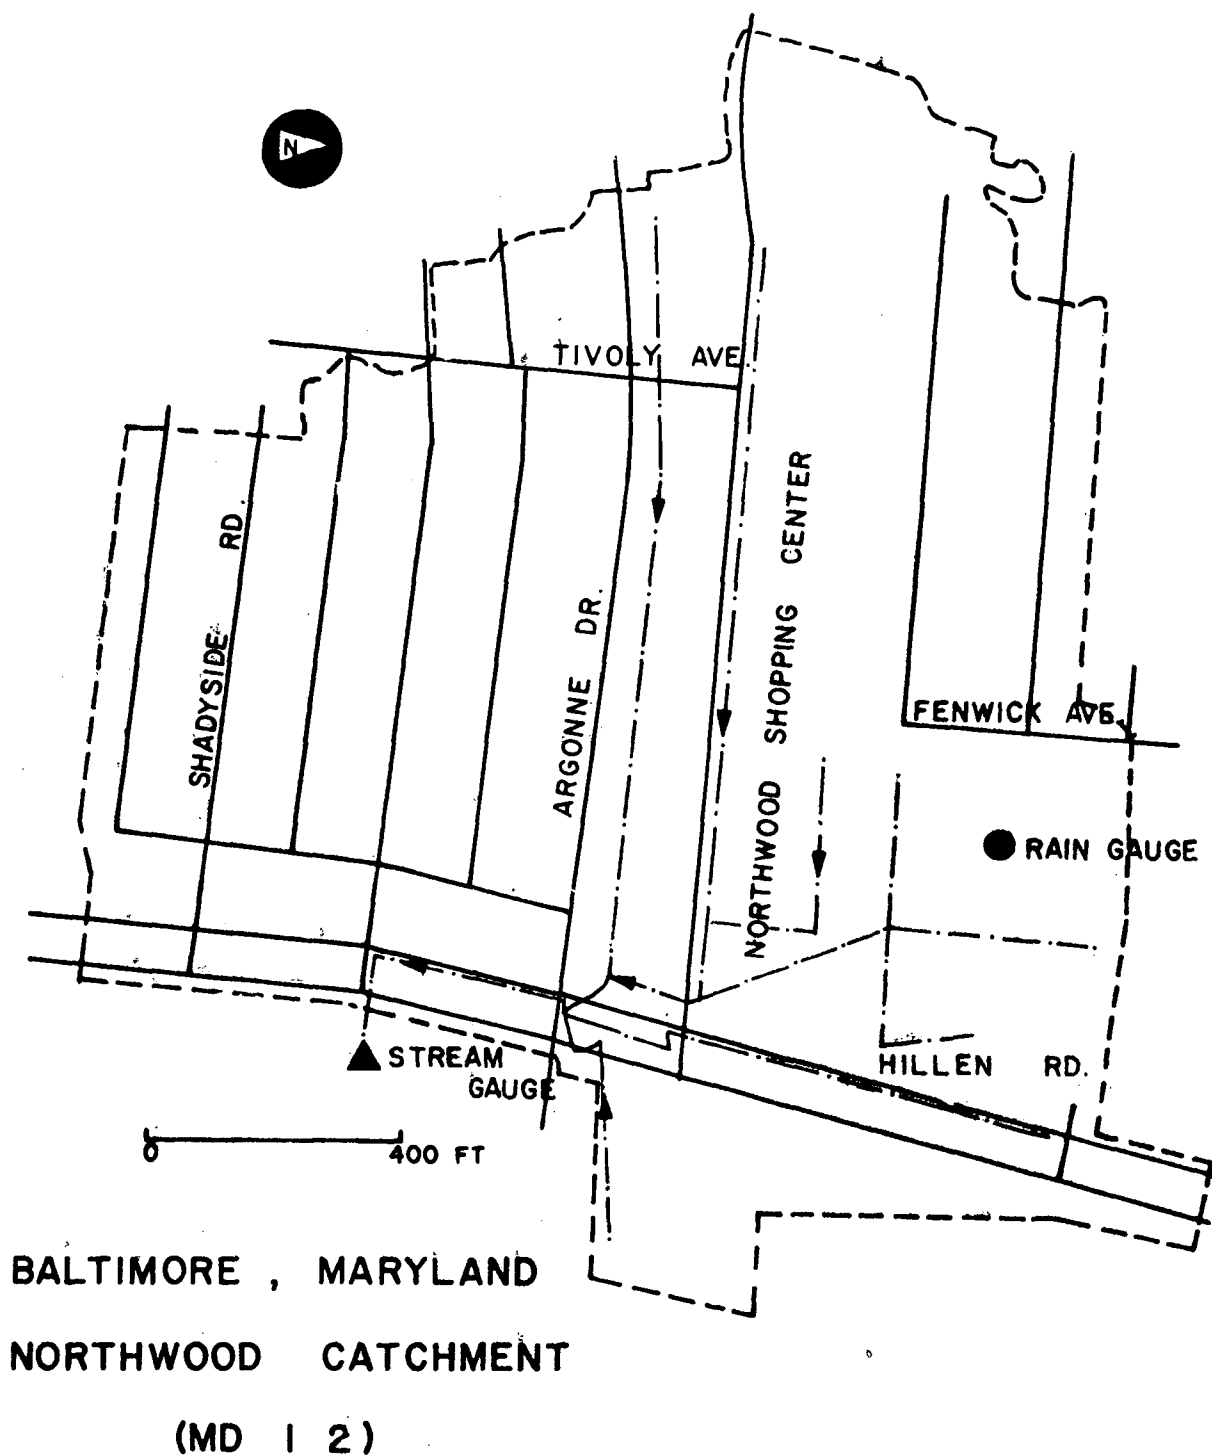 N
TIVOLY AVE.
SHADYSIDE RD.
ARGONNE DR.
NORTHWOOD SHOPPING CENTER
FENWICK AVE.
RAIN GAUGE
HILLEN RD.
STREAM
GAUGE
0 400 FT
BALTIMORE , MARYLAND
NORTHWOOD CATCHMENT
(MD 1 2)